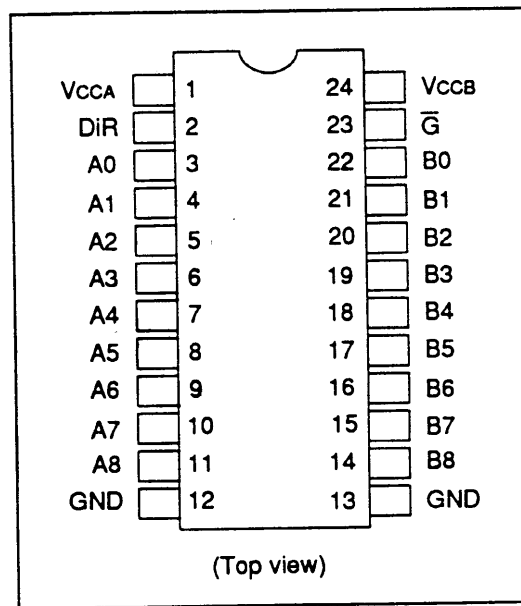 VCCA 1 24 VCCB
DiR 2 23 G̅
A0 3 22 B0
A1 4 21 B1
A2 5 20 B2
A3 6 19 B3
A4 7 18 B4
A5 8 17 B5
A6 9 16 B6
A7 10 15 B7
A8 11 14 B8
GND 12 13 GND
(Top view)